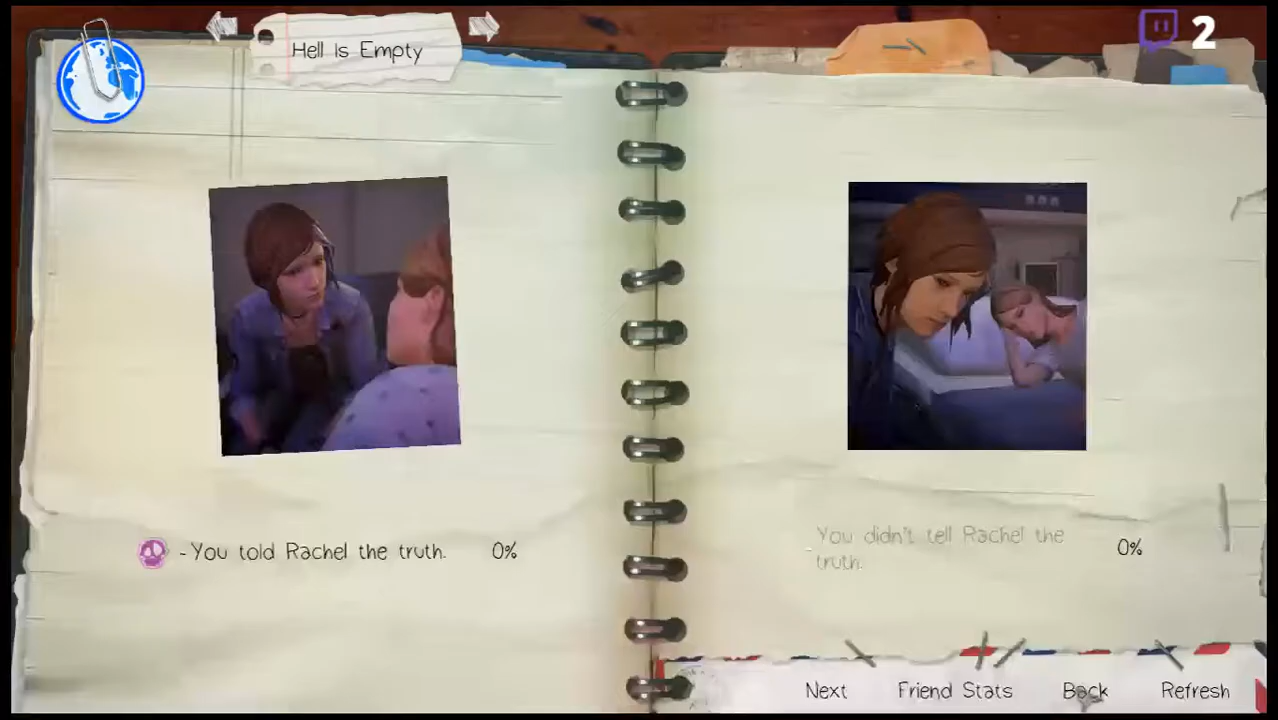 Hell Is Empty
2
-You told Rachel the truth. 0%
- You didn't tell Rachel the
truth.
0%
Next Friend Stats Back Refresh